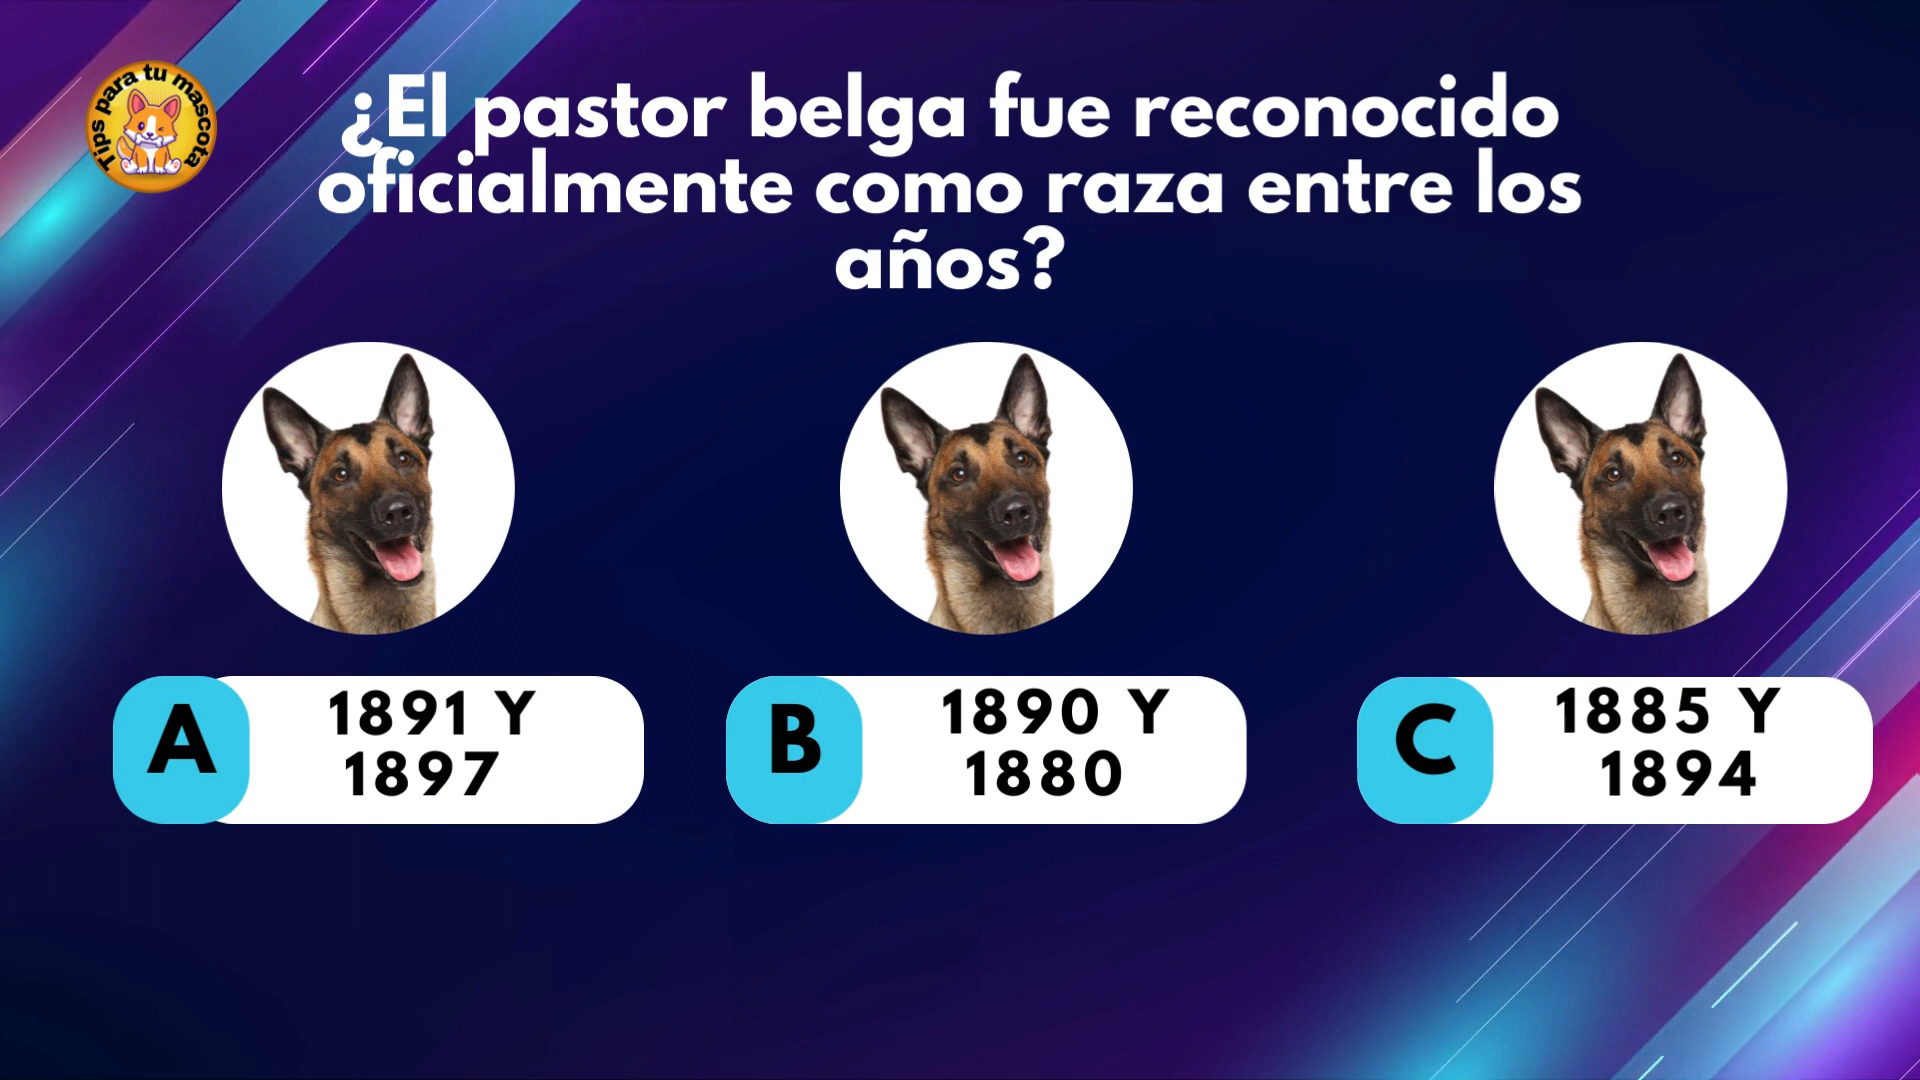 Tips para tu mascota
¿El pastor belga fue reconocido
oficialmente como raza entre los
años?
A
1891 Y
1897
B
1890 Y
1880
C
1885 Y
1894